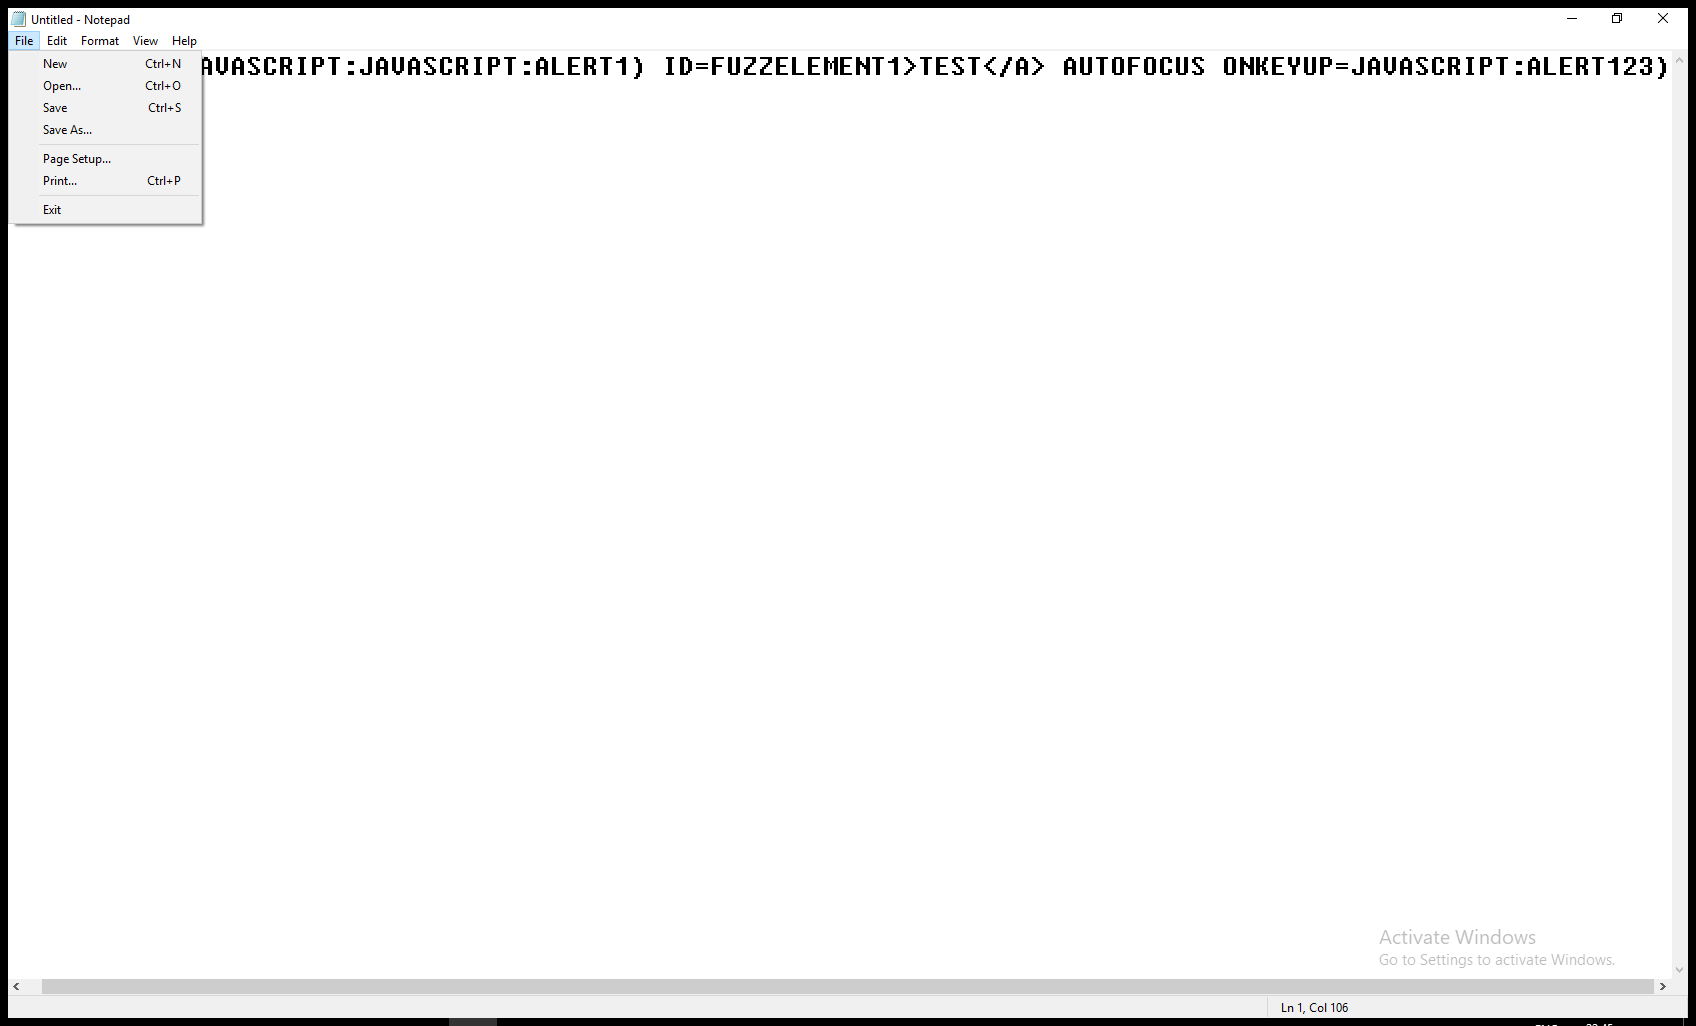 Untitled - Notepad
File Edit Format View Help
AVASCRIPT:JAVASCRIPT:ALERT1) ID=FUZZELEMENT1>TEST</A> AUTOFOCUS ONKEYUP=JAVASCRIPT:ALERT123)
New Ctrl+N
Open... Ctrl+O
Save Ctrl+S
Save As...
Page Setup...
Print... Ctrl+P
Exit
Activate Windows
Go to Settings to activate Windows.
Ln 1, Col 106